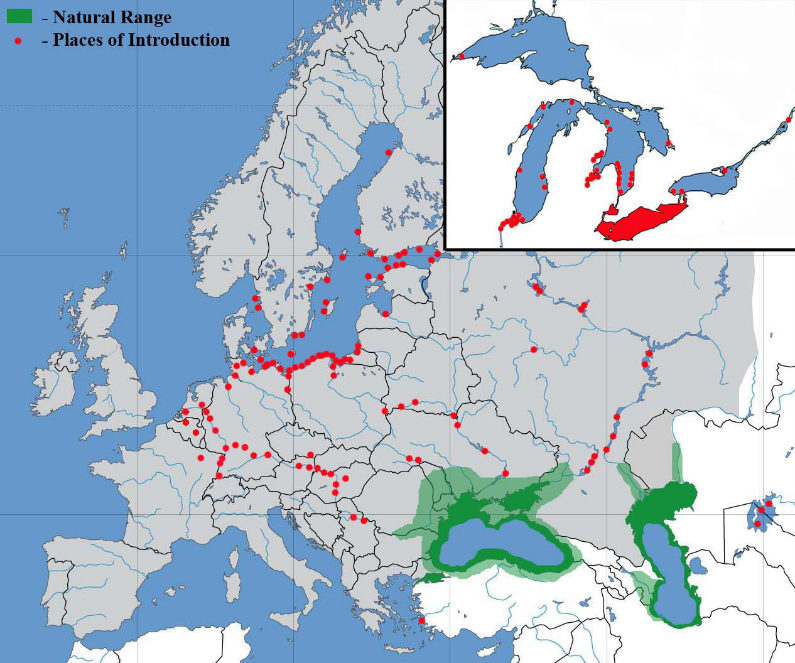 - Natural Range
- Places of Introduction